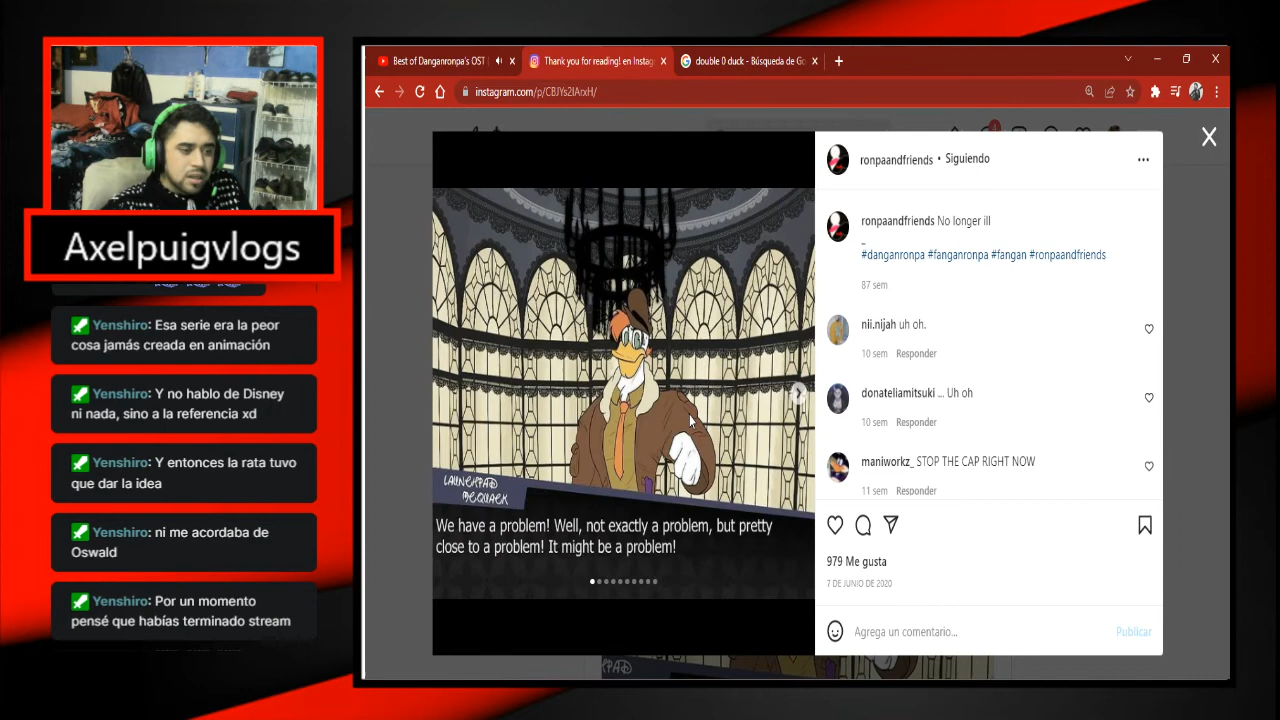 Axelpuigvlogs
Yenshiro: Esa serie era la peor
cosa jamás creada en animación
Yenshiro: Y no hablo de Disney
ni nada, sino a la referencia xd
Yenshiro: Y entonces la rata tuvo
que dar la idea
Yenshiro: ni me acordaba de
Oswald
Yenshiro: Por un momento
pensé que habías terminado stream
Best of Danganronpa's OST
Thank you for reading! en Instag
double 0 duck - Búsqueda de Go
instagram.com/p/CBJYs2IArxH/
LAUNCHPAD
MCQUACK
We have a problem! Well, not exactly a problem, but pretty
close to a problem! It might be a problem!
ronpaandfriends • Siguiendo
ronpaandfriends No longer ill
_
#danganronpa #fanganronpa #fangan #ronpaandfriends
87 sem
nii.nijah uh oh.
10 sem Responder
donateliamitsuki ... Uh oh
10 sem Responder
maniworkz_ STOP THE CAP RIGHT NOW
11 sem Responder
979 Me gusta
7 DE JUNIO DE 2020
Agrega un comentario...
Publicar